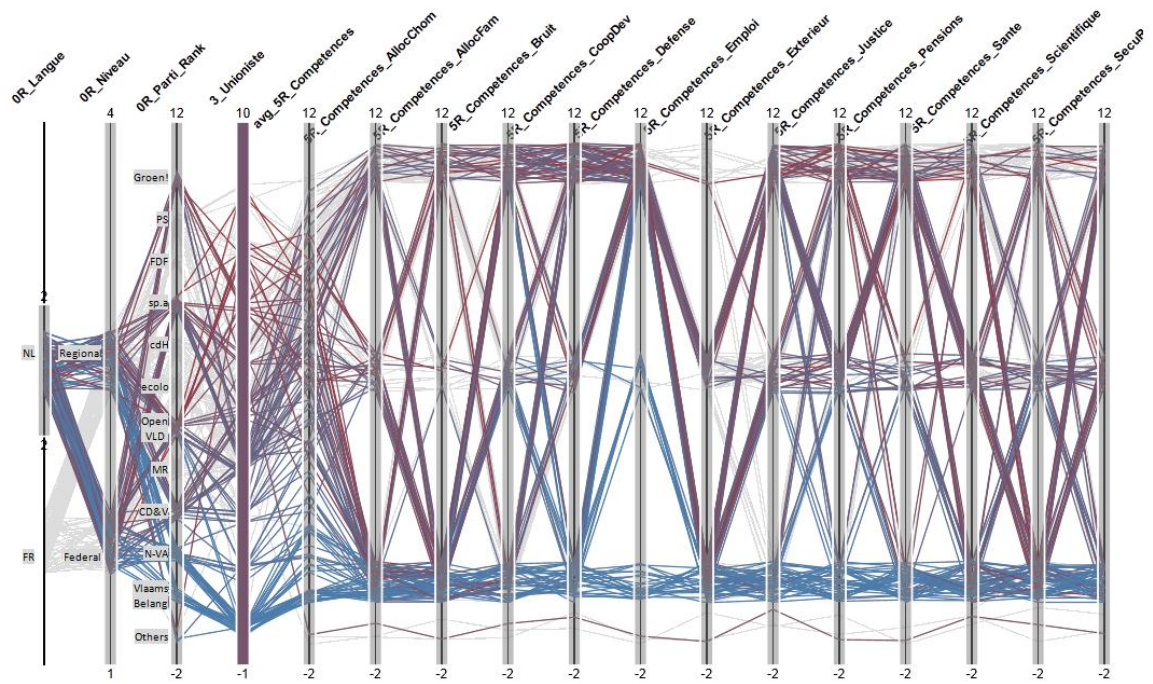 0R_Langue
0R_Niveau
0R_Parti_Rank
3_Unioniste
avg_5R_Competences
5R_Competences_AllocChom
5R_Competences_AllocFam
5R_Competences_Bruit
5R_Competences_CoopDev
5R_Competences_Defense
5R_Competences_Emploi
5R_Competences_Exterieur
5R_Competences_Justice
5R_Competences_Pensions
5R_Competences_Sante
5R_Competences_Scientifique
5R_Competences_SecuP
4 12 10 12 12 12 12 12 12 12 12 12 12 12 12 12
Groen!
PS
FDF
2 sp.a
NL Regional cdH
ecolo
Open
VLD
2
MR
CD&V
FR Federal N-VA
Vlaams
Belang
Others
1 -2 -1 -2 -2 -2 -2 -2 -2 -2 -2 -2 -2 -2 -2 -2